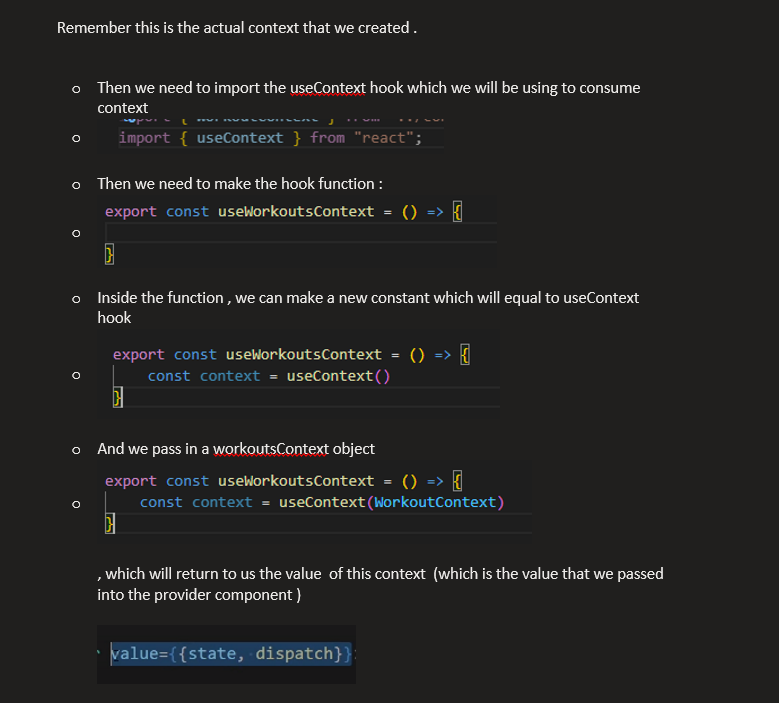 Remember this is the actual context that we created .
o Then we need to import the useContext hook which we will be using to consume
context
o import { useContext } from "react";
o Then we need to make the hook function :
export const useWorkoutsContext = () => {
o
}
o Inside the function , we can make a new constant which will equal to useContext
hook
export const useWorkoutsContext = () => {
o const context = useContext()
}
o And we pass in a workoutsContext object
export const useWorkoutsContext = () => {
o const context = useContext(WorkoutContext)
}
, which will return to us the value of this context (which is the value that we passed
into the provider component )
value={{state, dispatch}}